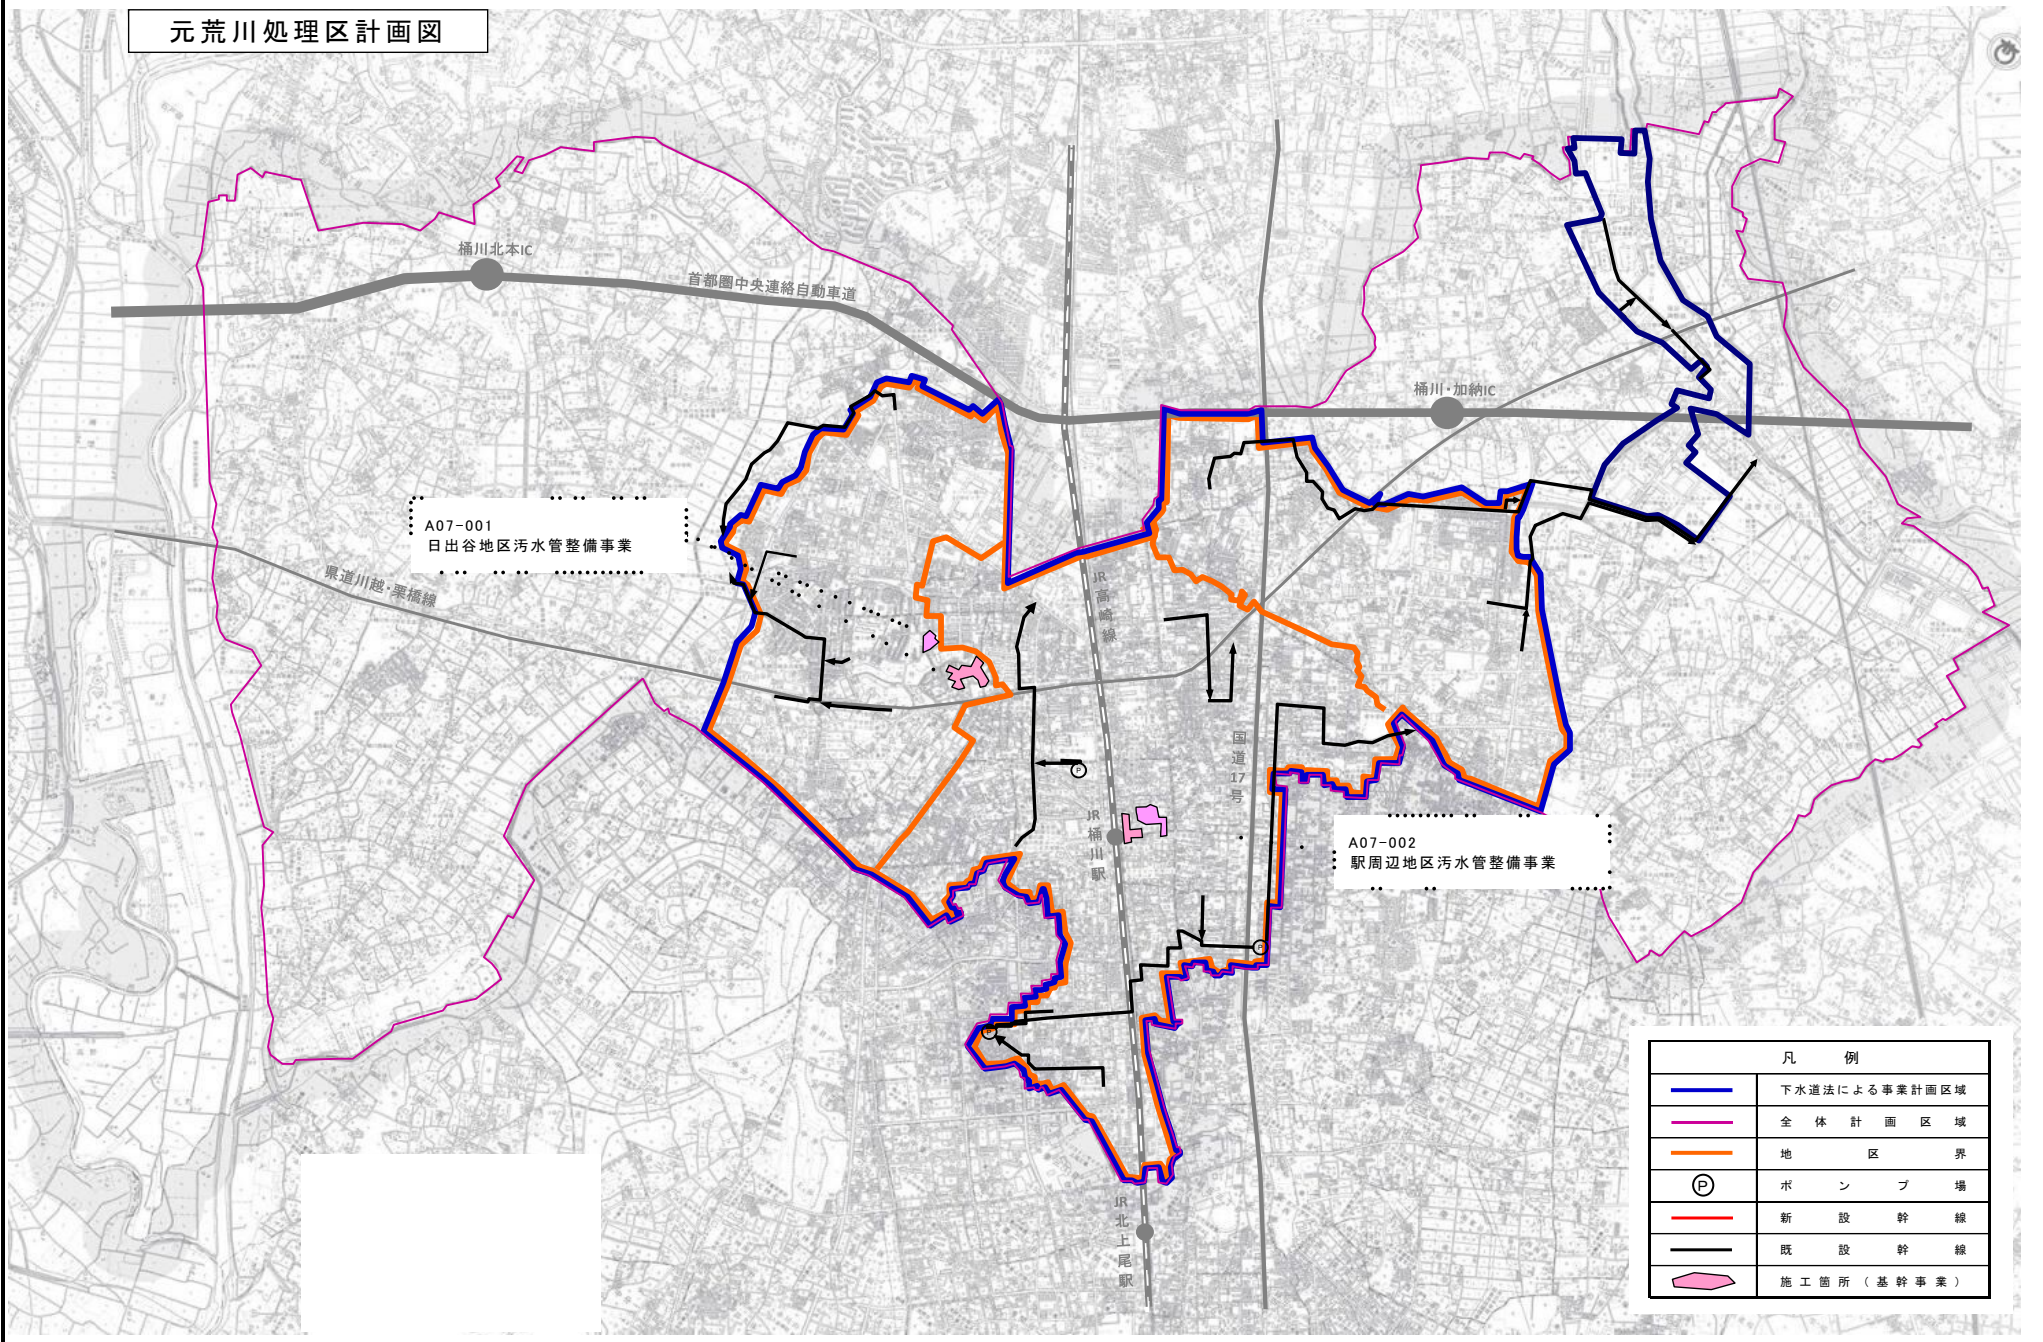 元荒川処理区計画図
桶川北本IC
首都圏中央連絡自動車道
桶川・加納IC
A07-001
日出谷地区汚水管整備事業
県道川越・栗橋線
JR高崎線
国道17号
P
JR桶川駅
A07-002
駅周辺地区汚水管整備事業
P
P
JR北上尾駅
凡例
下水道法による事業計画区域
全体計画区域
地区界
P ポンプ場
新設幹線
既設幹線
施工箇所（基幹事業）